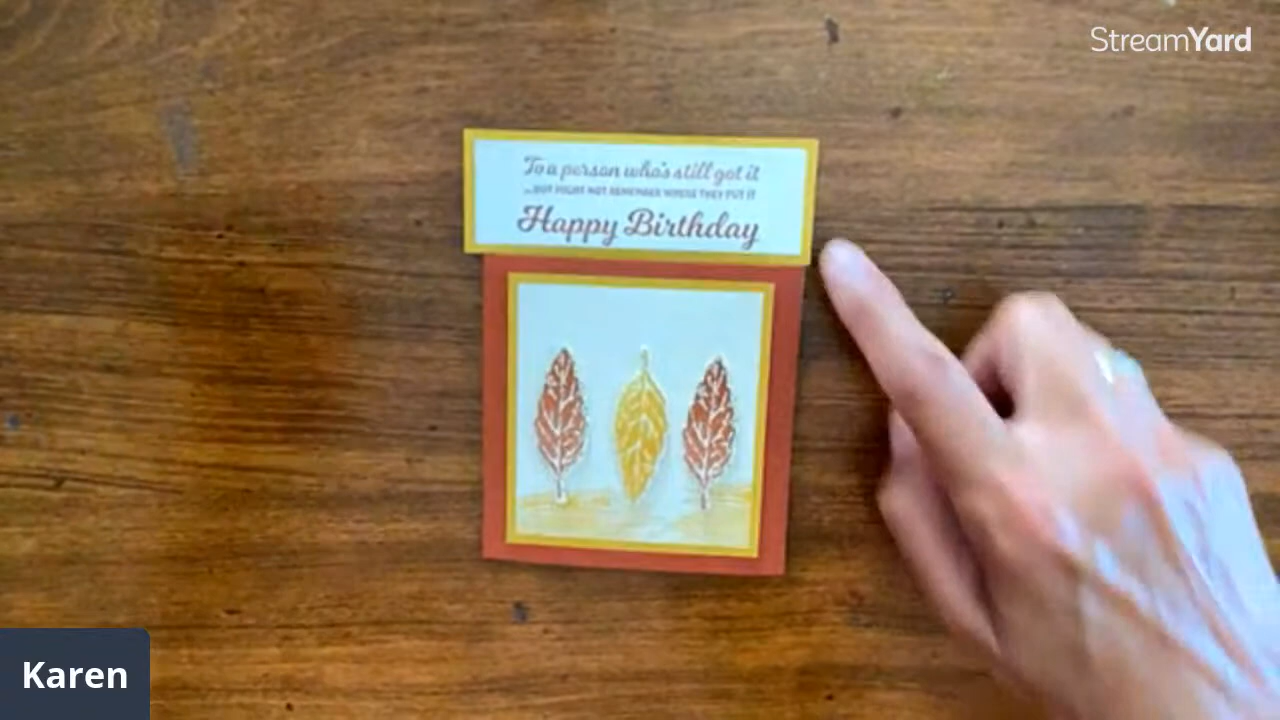 StreamYard
To a person who's still got it
...BUT MIGHT NOT REMEMBER WHERE THEY PUT IT
Happy Birthday
Karen